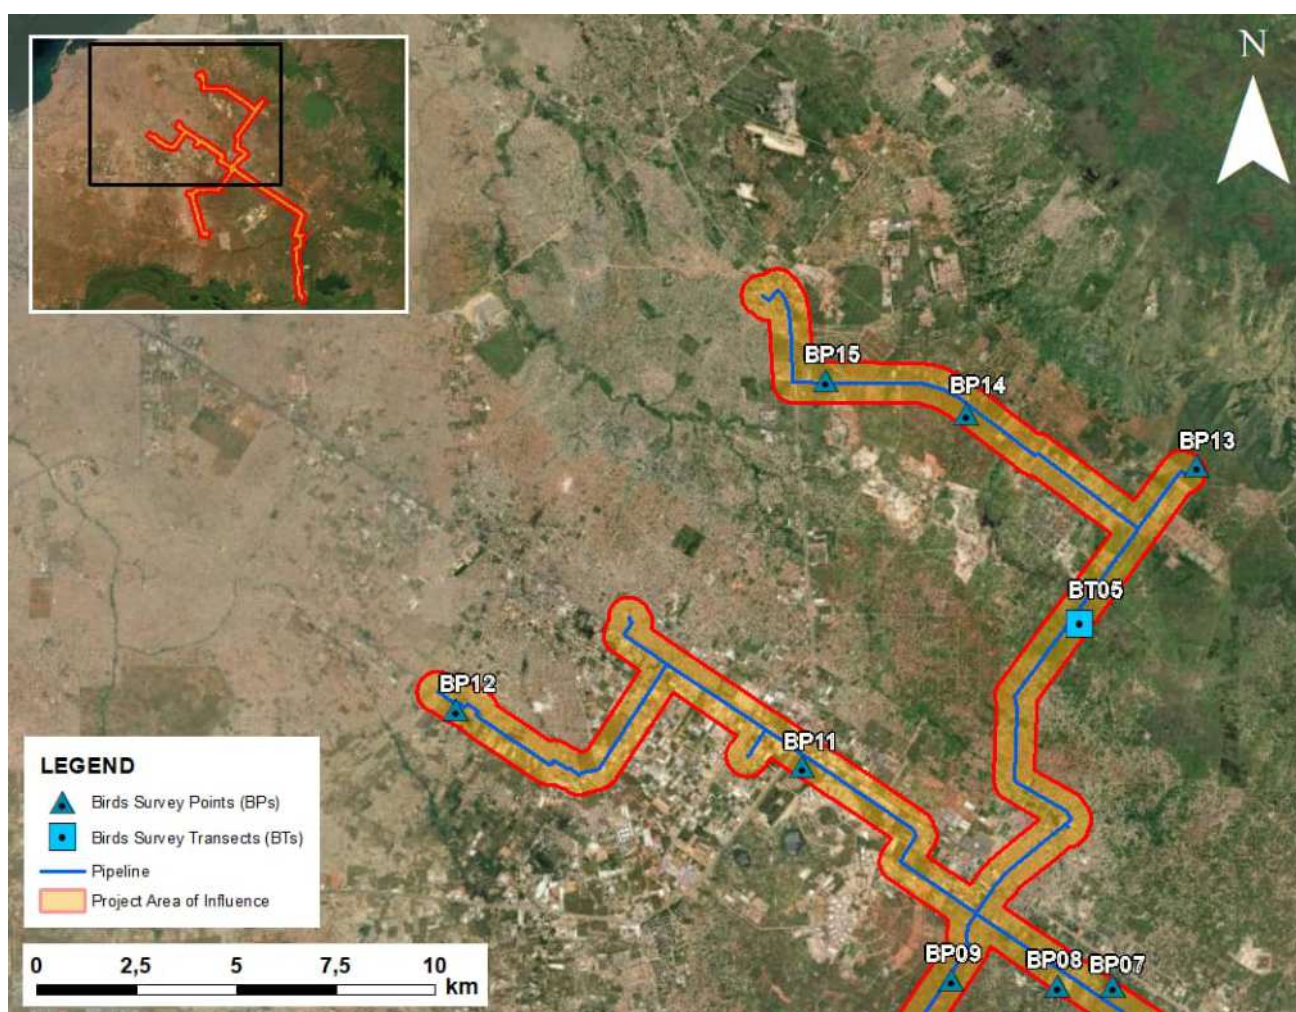 N
BP15
BP14
BP13
BT05
BP12
BP11
BP09
BP08
BP07
LEGEND
Birds Survey Points (BPs)
Birds Survey Transects (BTs)
Pipeline
Project Area of Influence
0 2,5 5 7,5 10
km